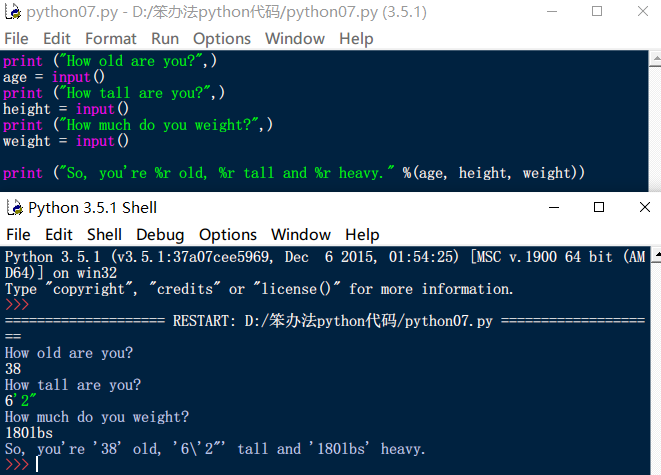 python07.py - D:/笨办法python代码/python07.py (3.5.1)
File Edit Format Run Options Window Help
print ("How old are you?",)
age = input()
print ("How tall are you?",)
height = input()
print ("How much do you weight?",)
weight = input()
print ("So, you're %r old, %r tall and %r heavy." %(age, height, weight))
Python 3.5.1 Shell
File Edit Shell Debug Options Window Help
Python 3.5.1 (v3.5.1:37a07cee5969, Dec  6 2015, 01:54:25) [MSC v.1900 64 bit (AM
D64)] on win32
Type "copyright", "credits" or "license()" for more information.
>>>
==================== RESTART: D:/笨办法python代码/python07.py ==================
==
How old are you?
38
How tall are you?
6'2"
How much do you weight?
180lbs
So, you're '38' old, '6\'2"' tall and '180lbs' heavy.
>>>